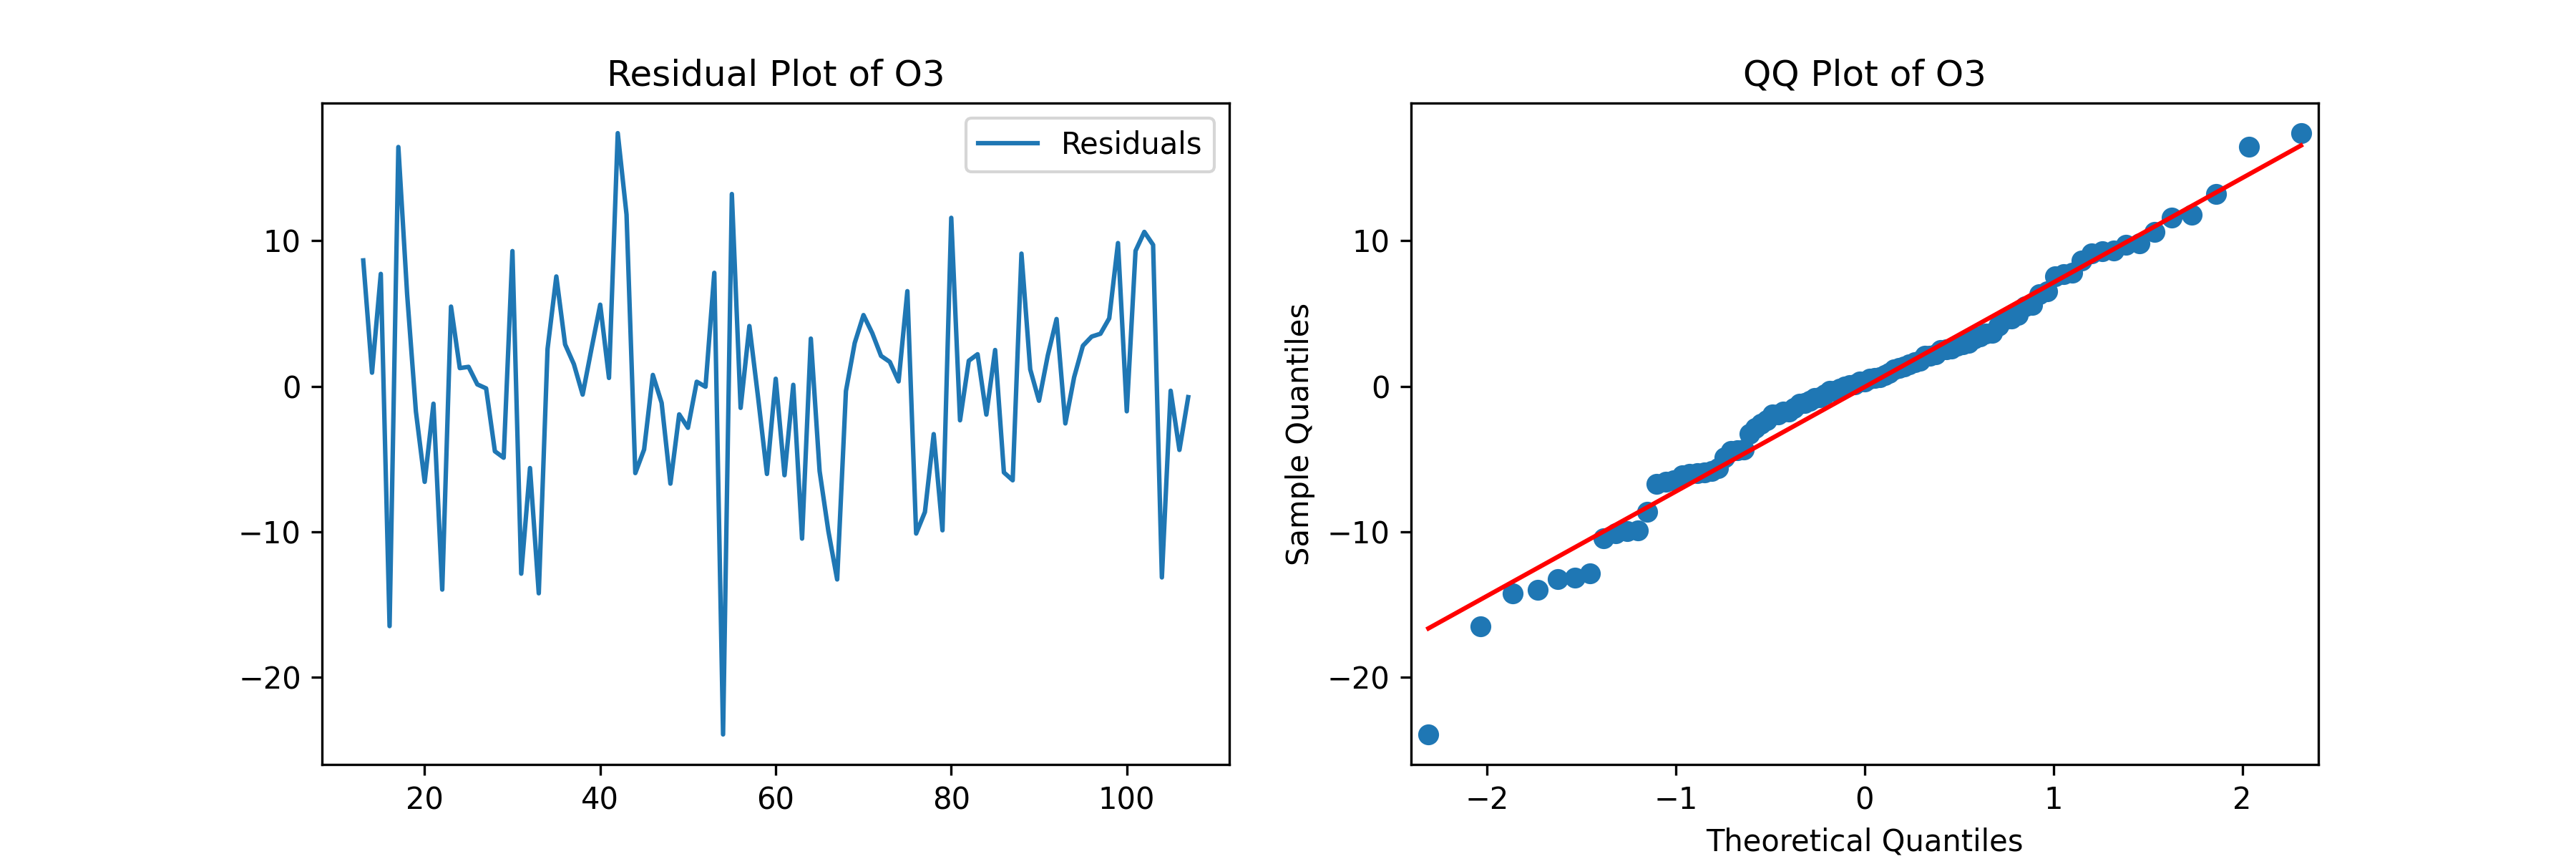 Residual Plot of O3
Residuals
10
0
−10
−20
20 40 60 80 100
QQ Plot of O3
Sample Quantiles
10
0
−10
−20
−2 −1 0 1 2
Theoretical Quantiles